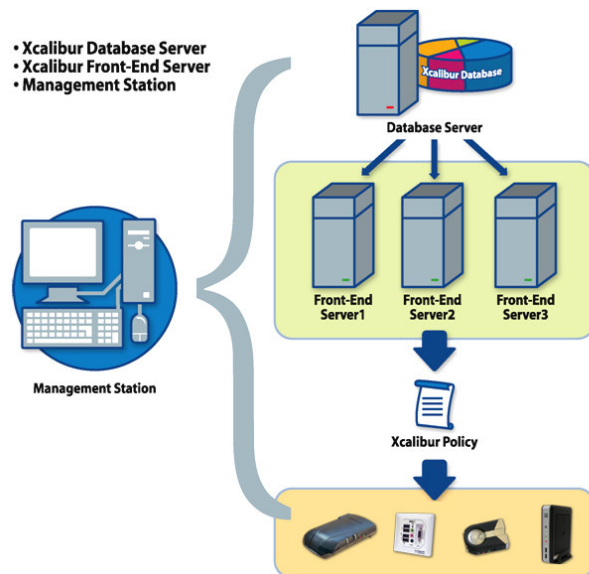 • Xcalibur Database Server
• Xcalibur Front-End Server
• Management Station
Xcalibur Database
Database Server
Front-End
Server1
Front-End
Server2
Front-End
Server3
Management Station
Xcalibur Policy